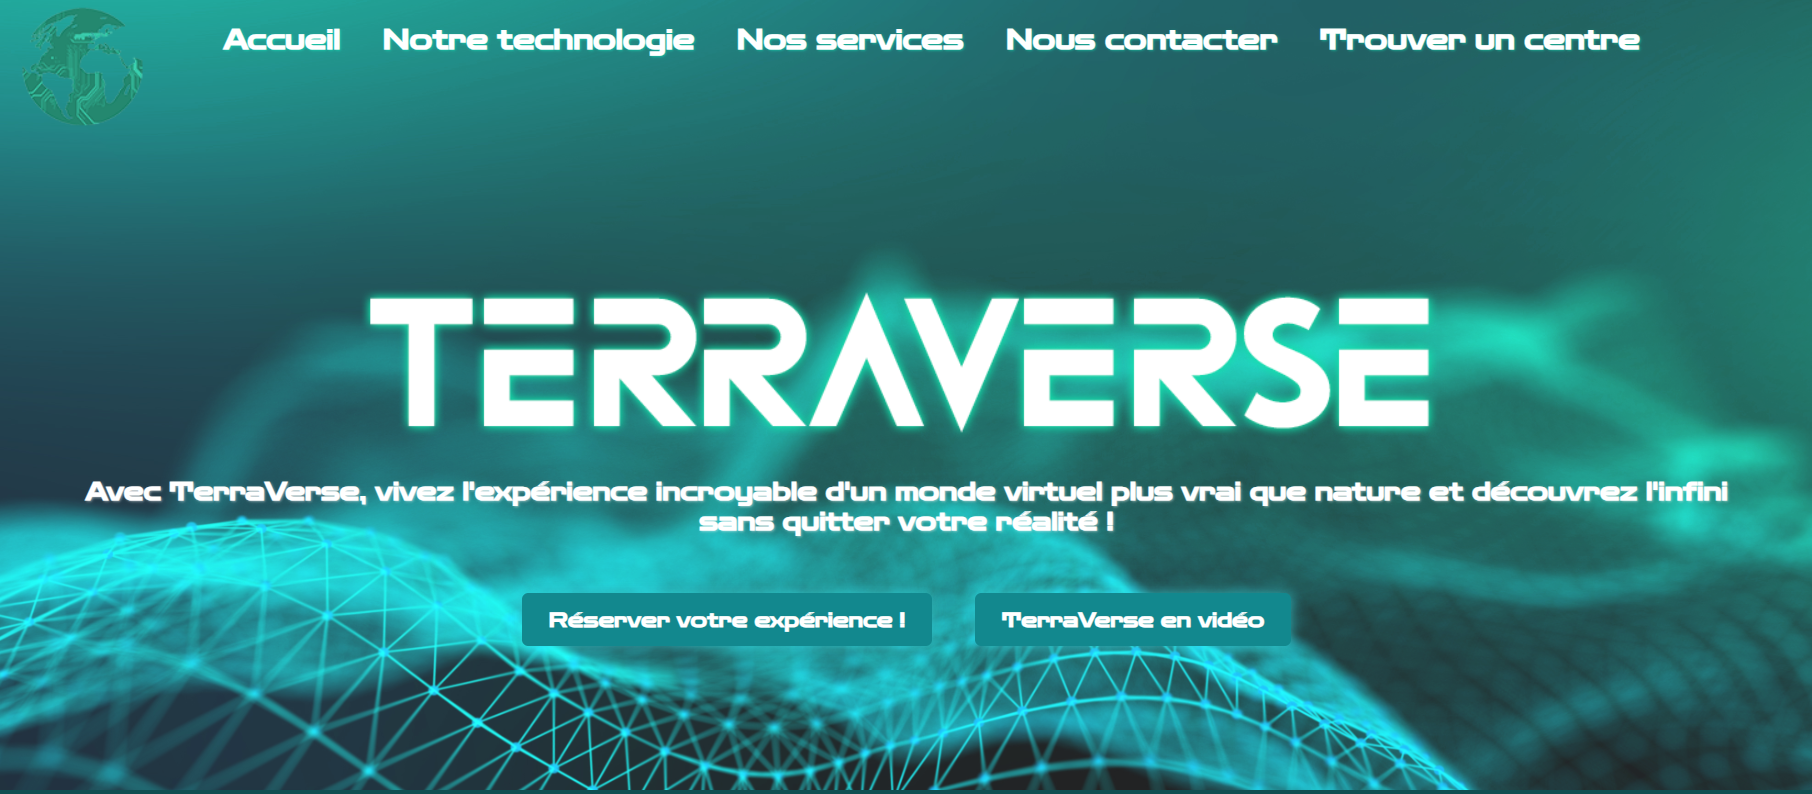 Accueil Notre technologie Nos services Nous contacter Trouver un centre
TERRAVERSE
Avec TerraVerse, vivez l'expérience incroyable d'un monde virtuel plus vrai que nature et découvrez l'infini
sans quitter votre réalité !
Réserver votre expérience ! TerraVerse en vidéo